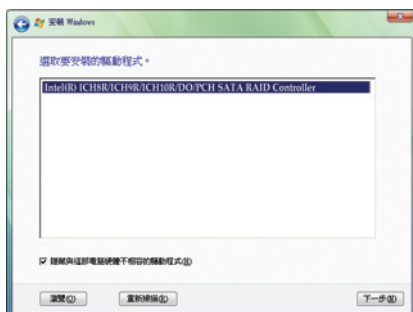 安裝 Windows
選取要安裝的驅動程式。
Intel(R) ICH8R/ICH9R/ICH10R/DO/PCH SATA RAID Controller
隱藏與這部電腦硬體不相容的驅動程式(H)
瀏覽(O)
重新掃描(R)
下一步(N)